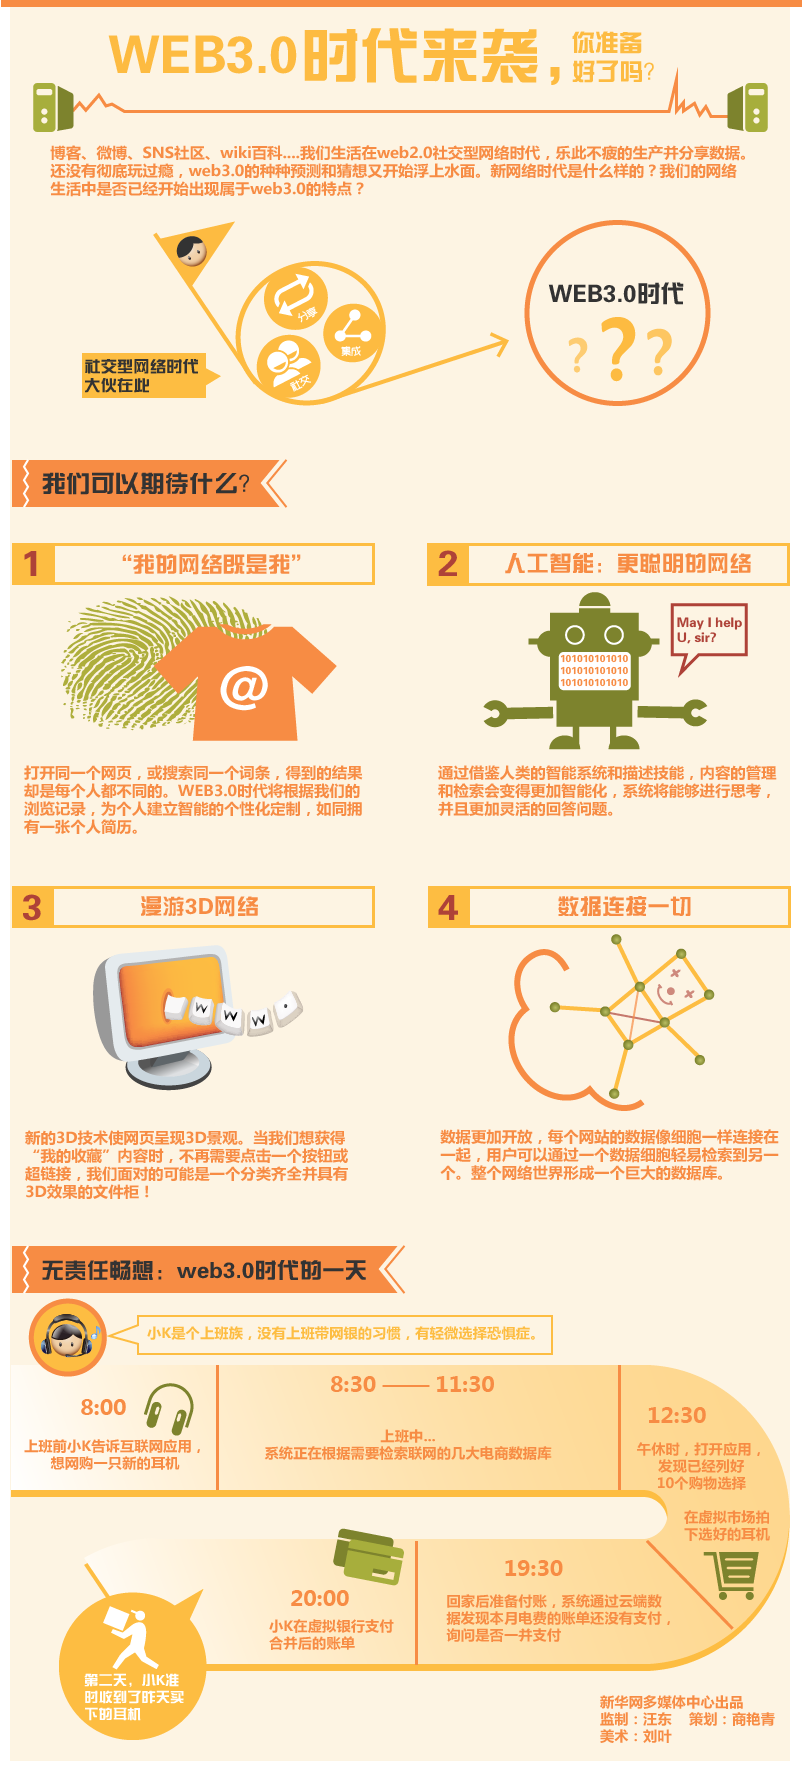 WEB3.0时代来袭，你准备
好了吗?
博客、微博、SNS社区、wiki百科....我们生活在web2.0社交型网络时代，乐此不疲的生产并分享数据。
还没有彻底玩过瘾，web3.0的种种预测和猜想又开始浮上水面。新网络时代是什么样的？我们的网络
生活中是否已经开始出现属于web3.0的特点？
分享
集成
社交
WEB3.0时代
? ? ?
社交型网络时代
大伙在此
我们可以期待什么?
1 “我的网络既是我”
@
打开同一个网页，或搜索同一个词条，得到的结果
却是每个人都不同的。WEB3.0时代将根据我们的
浏览记录，为个人建立智能的个性化定制，如同拥
有一张个人简历。
2 人工智能：更聪明的网络
May I help
U, sir?
101010101010
101010101010
101010101010
通过借鉴人类的智能系统和描述技能，内容的管理
和检索会变得更加智能化，系统将能够进行思考，
并且更加灵活的回答问题。
3 漫游3D网络
W W W .
新的3D技术使网页呈现3D景观。当我们想获得
“我的收藏”内容时，不再需要点击一个按钮或
超链接，我们面对的可能是一个分类齐全并具有
3D效果的文件柜！
4 数据连接一切
数据更加开放，每个网站的数据像细胞一样连接在
一起，用户可以通过一个数据细胞轻易检索到另一
个。整个网络世界形成一个巨大的数据库。
无责任畅想：web3.0时代的一天
小K是个上班族，没有上班带网银的习惯，有轻微选择恐惧症。
8:00
上班前小K告诉互联网应用，
想网购一只新的耳机
8:30 —— 11:30
上班中...
系统正在根据需要检索联网的几大电商数据库
12:30
午休时，打开应用，
发现已经列好
10个购物选择
在虚拟市场拍
下选好的耳机
19:30
回家后准备付账，系统通过云端数
据发现本月电费的账单还没有支付，
询问是否一并支付
20:00
小K在虚拟银行支付
合并后的账单
第二天，小K准
时收到了昨天买
下的耳机
新华网多媒体中心出品
监制：汪东 策划：商艳青
美术：刘叶